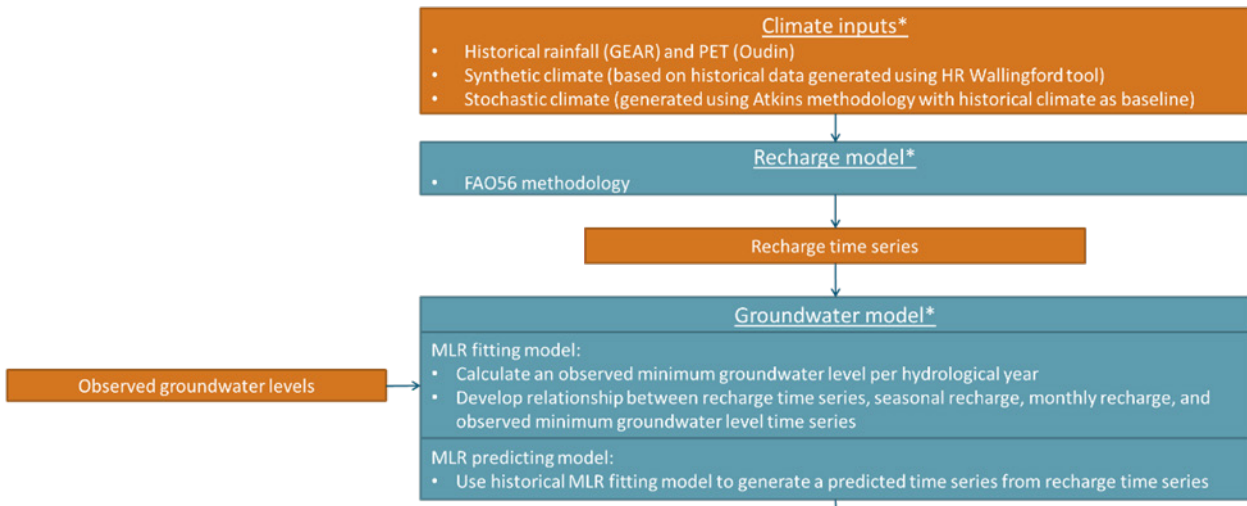 Climate inputs*
• Historical rainfall (GEAR) and PET (Oudin)
• Synthetic climate (based on historical data generated using HR Wallingford tool)
• Stochastic climate (generated using Atkins methodology with historical climate as baseline)
Recharge model*
• FAO56 methodology
Recharge time series
Groundwater model*
MLR fitting model:
• Calculate an observed minimum groundwater level per hydrological year
• Develop relationship between recharge time series, seasonal recharge, monthly recharge, and
observed minimum groundwater level time series
Observed groundwater levels
MLR predicting model:
• Use historical MLR fitting model to generate a predicted time series from recharge time series